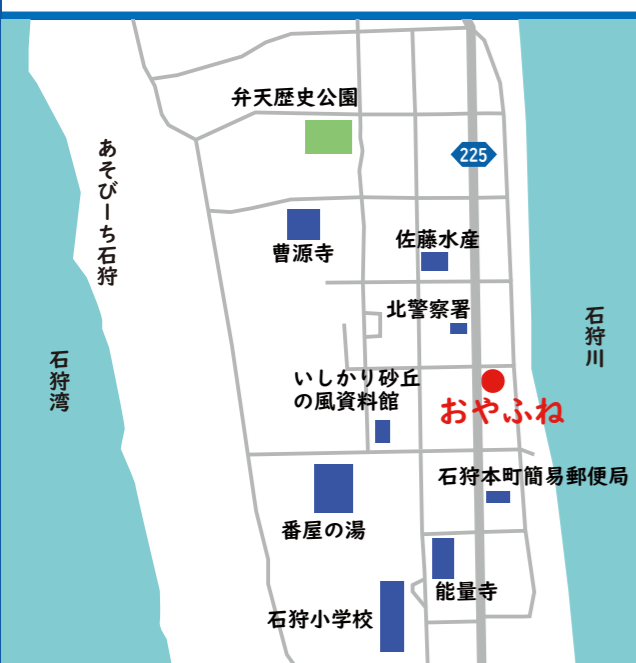 弁天歴史公園
225
あそびーち石狩
曹源寺
佐藤水産
北警察署
石狩川
石狩湾
いしかり砂丘
の風資料館
おやふね
石狩本町簡易郵便局
番屋の湯
能量寺
石狩小学校